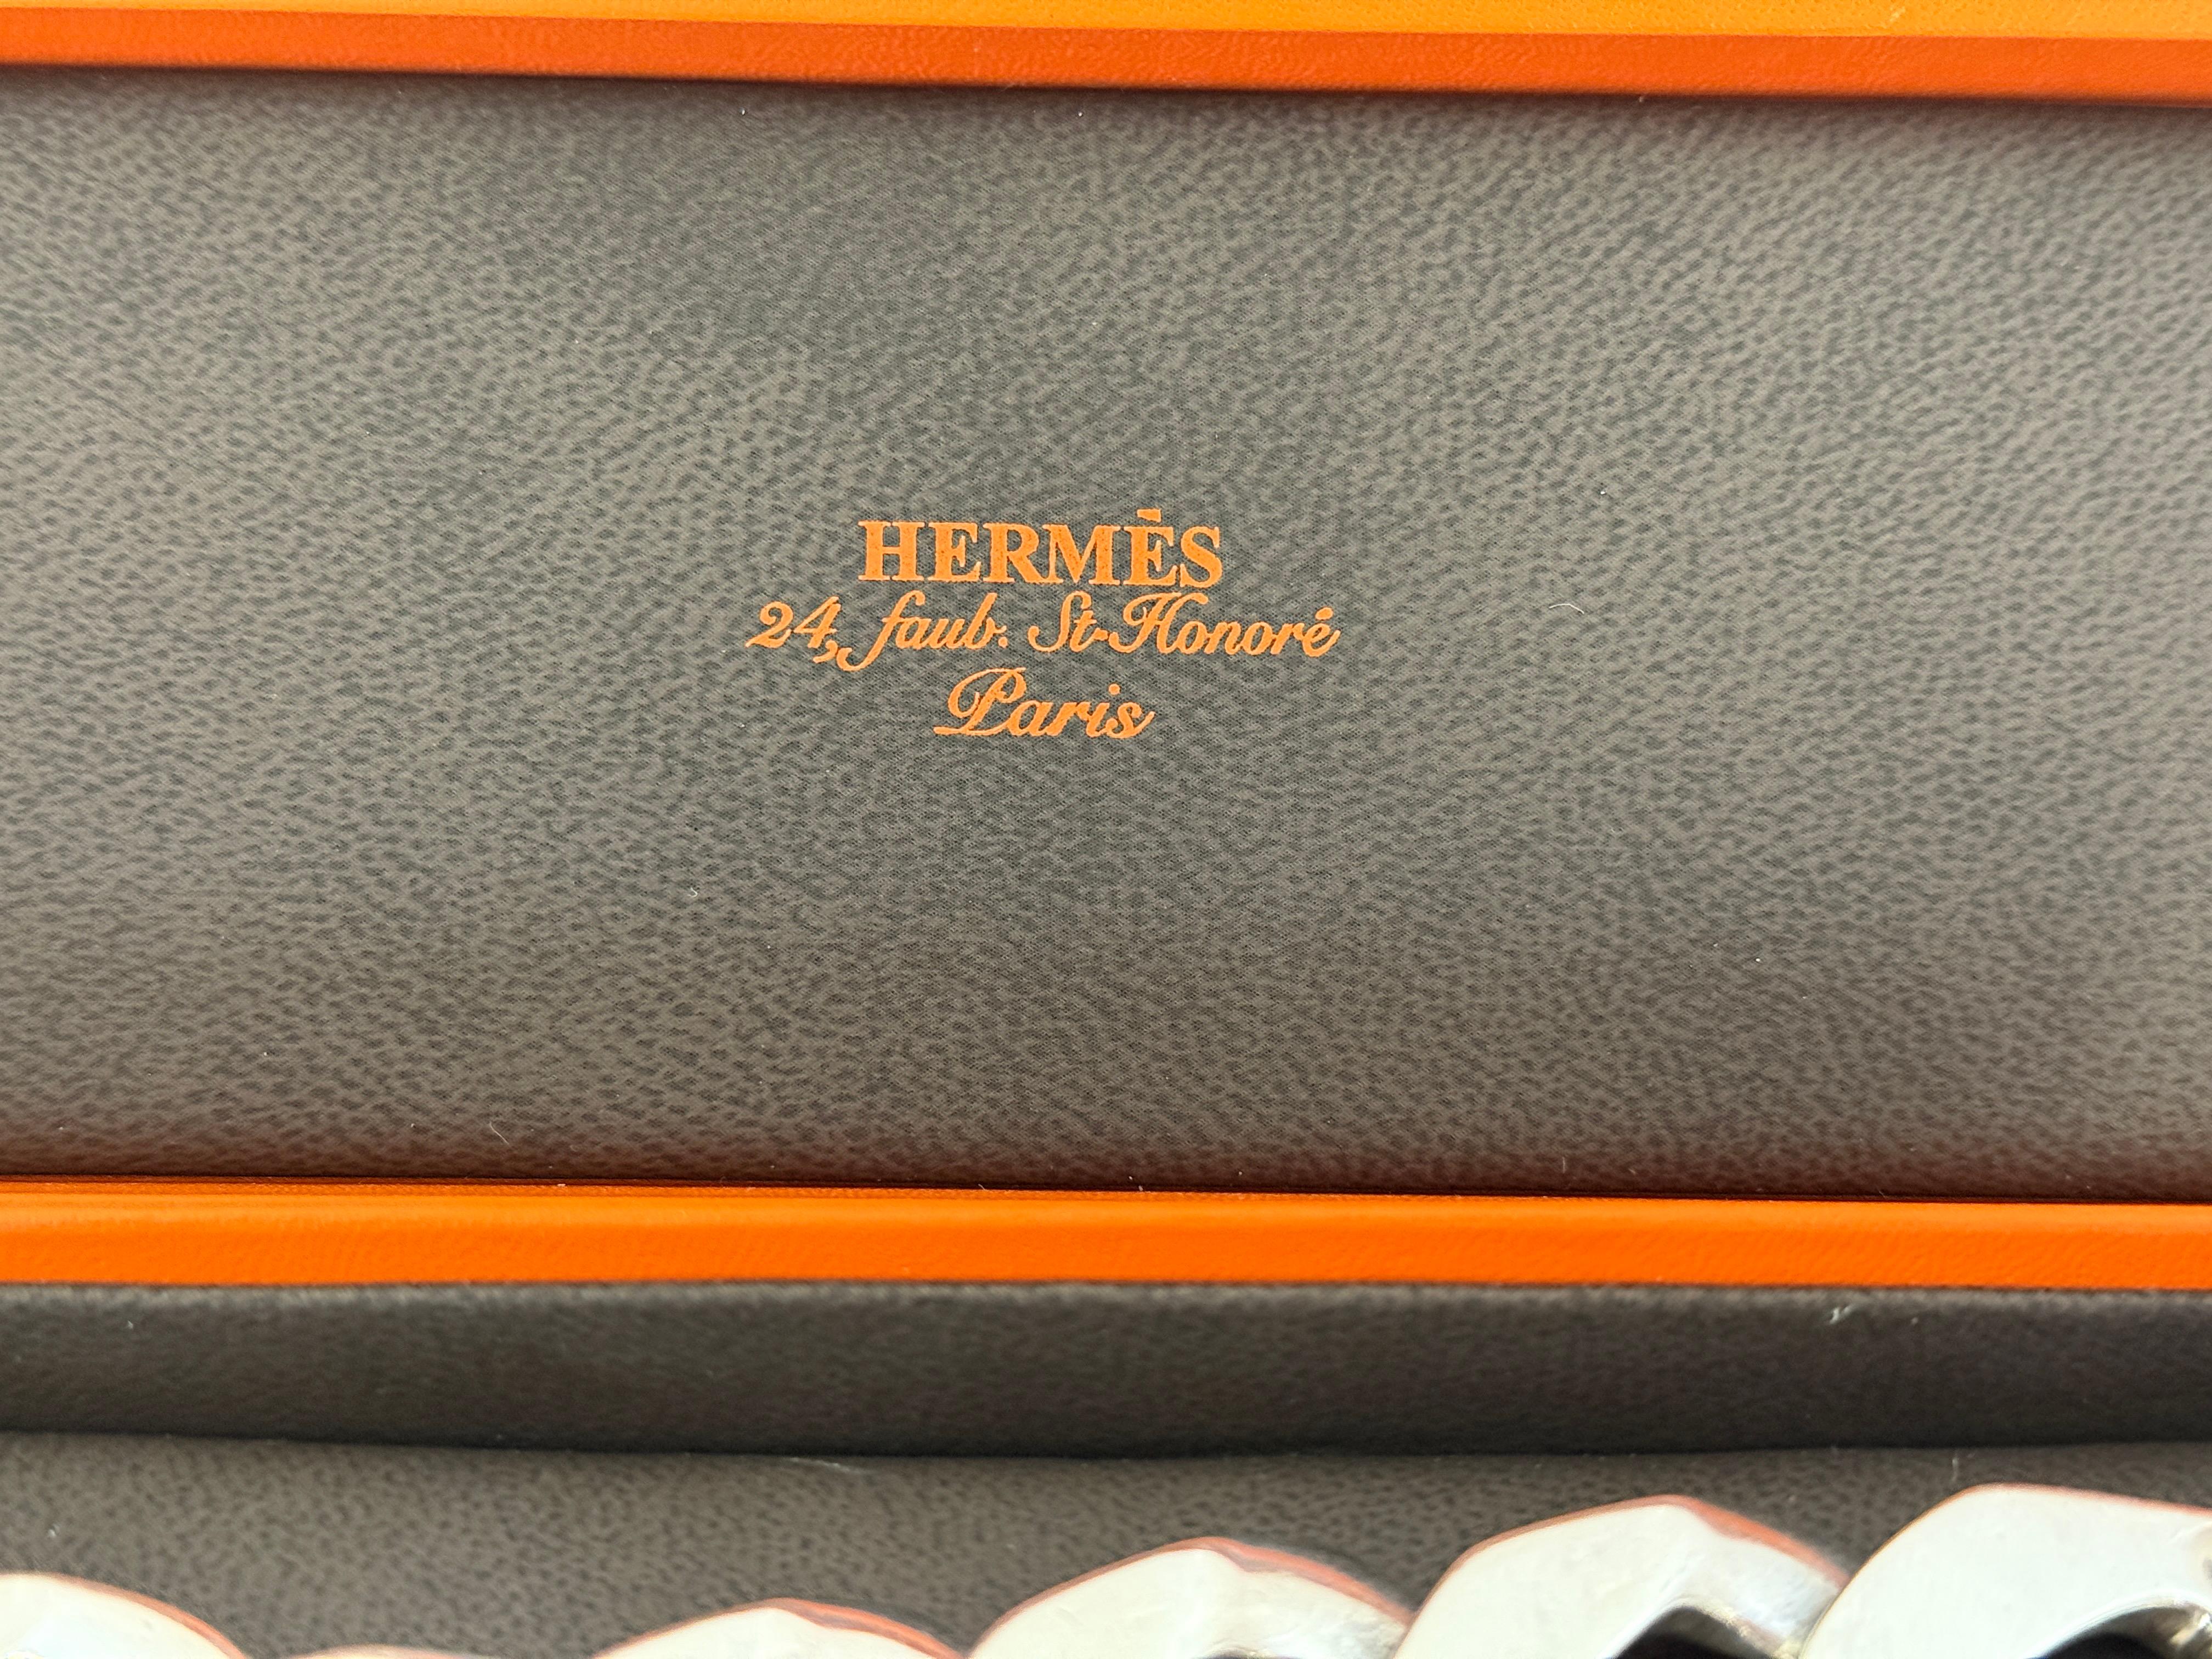 HERMÈS
24, faub. St-Honoré
Paris